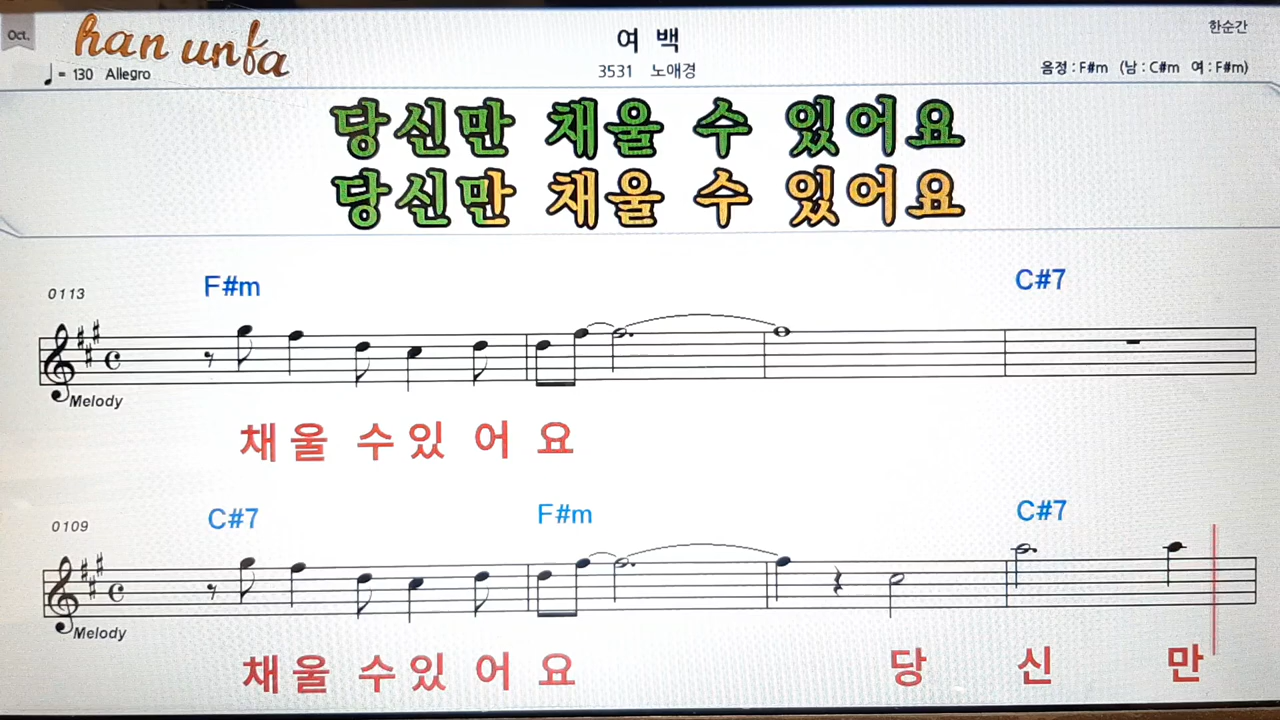 Oct.
han unfa
여 백
한순간
♩= 130 Allegro
3531 노애경
음정 : F#m (남 : C#m 여 : F#m)
당신만 채울 수 있어요
당신만 채울 수 있어요
0113
F#m C#7
Melody
채 울 수 있 어 요
0109
C#7 F#m C#7
Melody
채 울 수 있 어 요 당 신 만